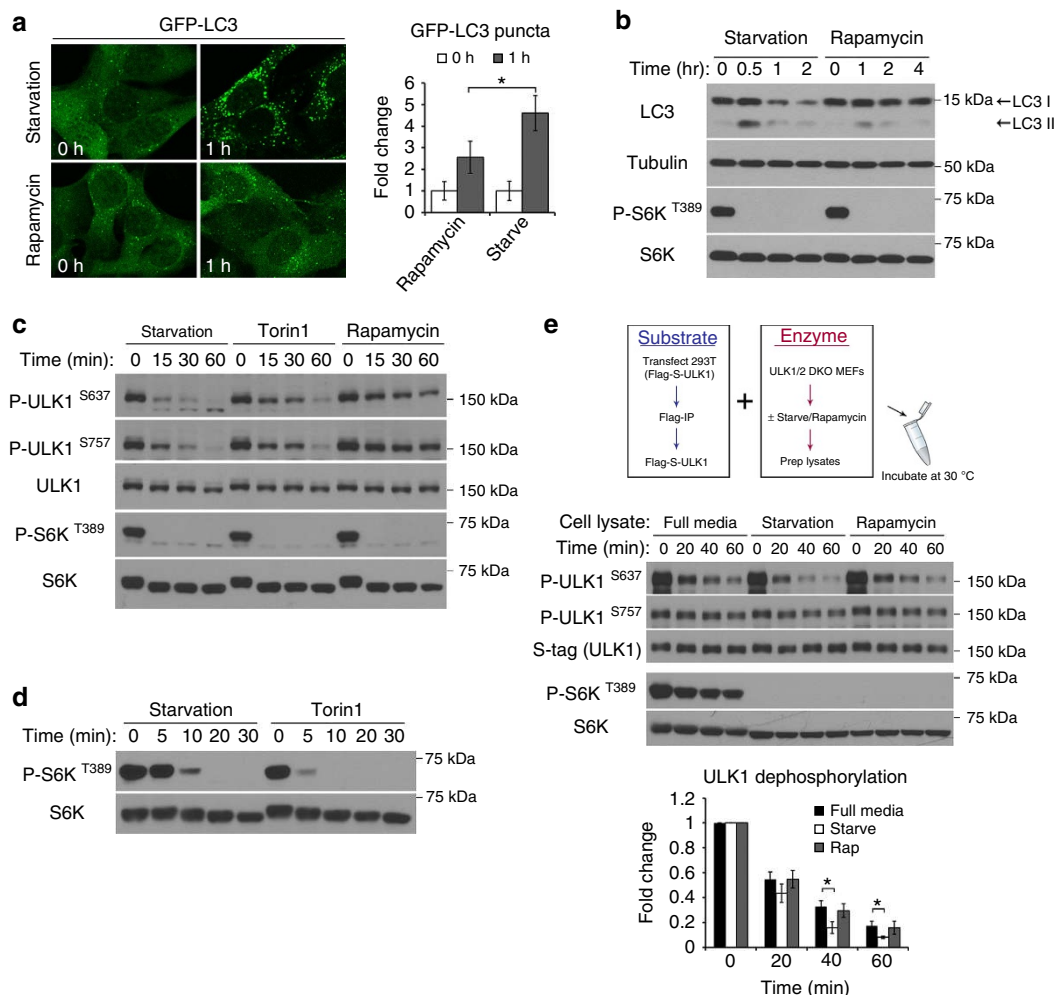 a
GFP-LC3
Starvation
0 h
1 h
Rapamycin
0 h
1 h
GFP-LC3 puncta
0 h 1 h
*
Fold change
6
5
4
3
2
1
0
Rapamycin
Starve
b
Starvation Rapamycin
Time (hr): 0 0.5 1 2 0 1 2 4
LC3
15 kDa ←LC3 I
←LC3 II
Tubulin
50 kDa
75 kDa
P-S6K T389
75 kDa
S6K
c
Starvation Torin1 Rapamycin
Time (min): 0 15 30 60 0 15 30 60 0 15 30 60
P-ULK1 S637
150 kDa
P-ULK1 S757
150 kDa
ULK1
150 kDa
75 kDa
P-S6K T389
75 kDa
S6K
d
Starvation Torin1
Time (min): 0 5 10 20 30 0 5 10 20 30
75 kDa
P-S6K T389
75 kDa
S6K
e
Substrate
Transfect 293T
(Flag-S-ULK1)
Flag-IP
Flag-S-ULK1
+
Enzyme
ULK1/2 DKO MEFs
± Starve/Rapamycin
Prep lysates
Incubate at 30 °C
Cell lysate: Full media Starvation Rapamycin
Time (min): 0 20 40 60 0 20 40 60 0 20 40 60
P-ULK1 S637
150 kDa
P-ULK1 S757
150 kDa
S-tag (ULK1)
150 kDa
75 kDa
P-S6K T389
75 kDa
S6K
ULK1 dephosphorylation
Full media
Starve
Rap
*
*
Fold change
1.2
1
0.8
0.6
0.4
0.2
0
0 20 40 60
Time (min)